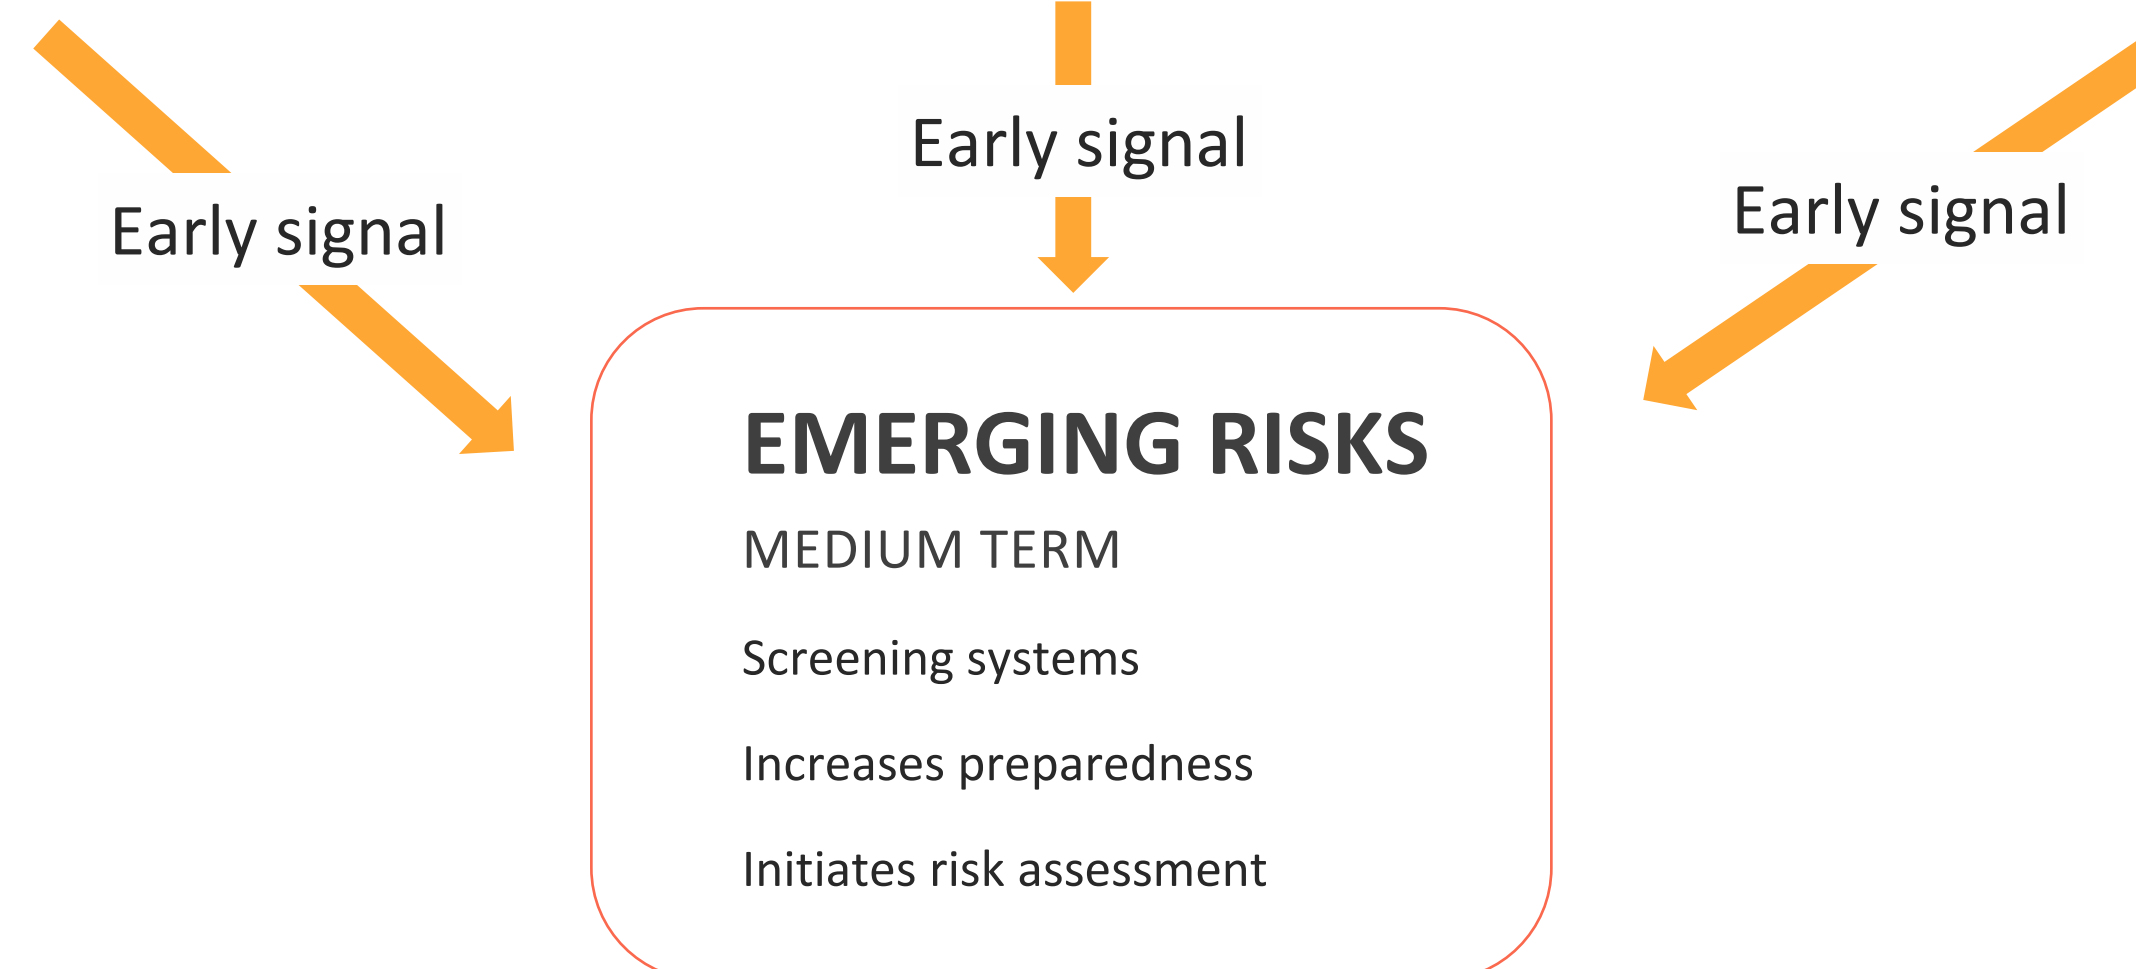 Early signal
Early signal
Early signal
EMERGING RISKS
MEDIUM TERM
Screening systems
Increases preparedness
Initiates risk assessment